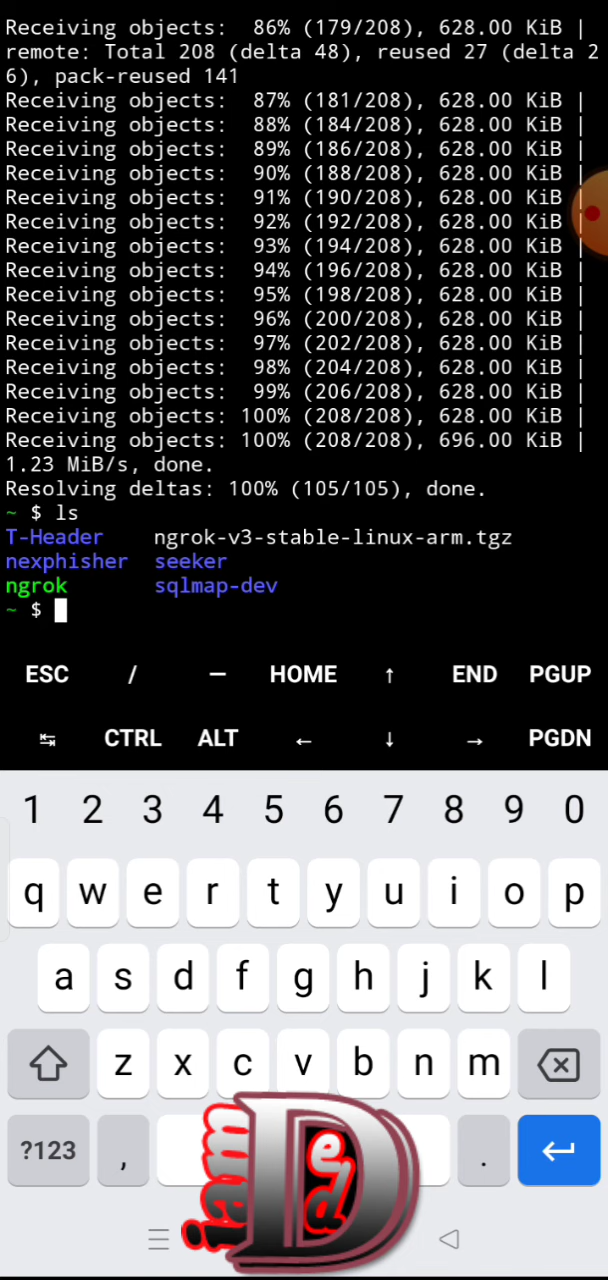 Receiving objects:  86% (179/208), 628.00 KiB |
remote: Total 208 (delta 48), reused 27 (delta 2
6), pack-reused 141
Receiving objects:  87% (181/208), 628.00 KiB |
Receiving objects:  88% (184/208), 628.00 KiB |
Receiving objects:  89% (186/208), 628.00 KiB |
Receiving objects:  90% (188/208), 628.00 KiB |
Receiving objects:  91% (190/208), 628.00 KiB |
Receiving objects:  92% (192/208), 628.00 KiB |
Receiving objects:  93% (194/208), 628.00 KiB |
Receiving objects:  94% (196/208), 628.00 KiB |
Receiving objects:  95% (198/208), 628.00 KiB |
Receiving objects:  96% (200/208), 628.00 KiB |
Receiving objects:  97% (202/208), 628.00 KiB |
Receiving objects:  98% (204/208), 628.00 KiB |
Receiving objects:  99% (206/208), 628.00 KiB |
Receiving objects: 100% (208/208), 628.00 KiB |
Receiving objects: 100% (208/208), 696.00 KiB |
1.23 MiB/s, done.
Resolving deltas: 100% (105/105), done.
~ $ ls
T-Header    ngrok-v3-stable-linux-arm.tgz
nexphisher  seeker
ngrok       sqlmap-dev
~ $
ESC / — HOME ↑ END PGUP
↹ CTRL ALT ← ↓ → PGDN
1 2 3 4 5 6 7 8 9 0
q w e r t y u i o p
a s d f g h j k l
z x c v b n m
?123 , .